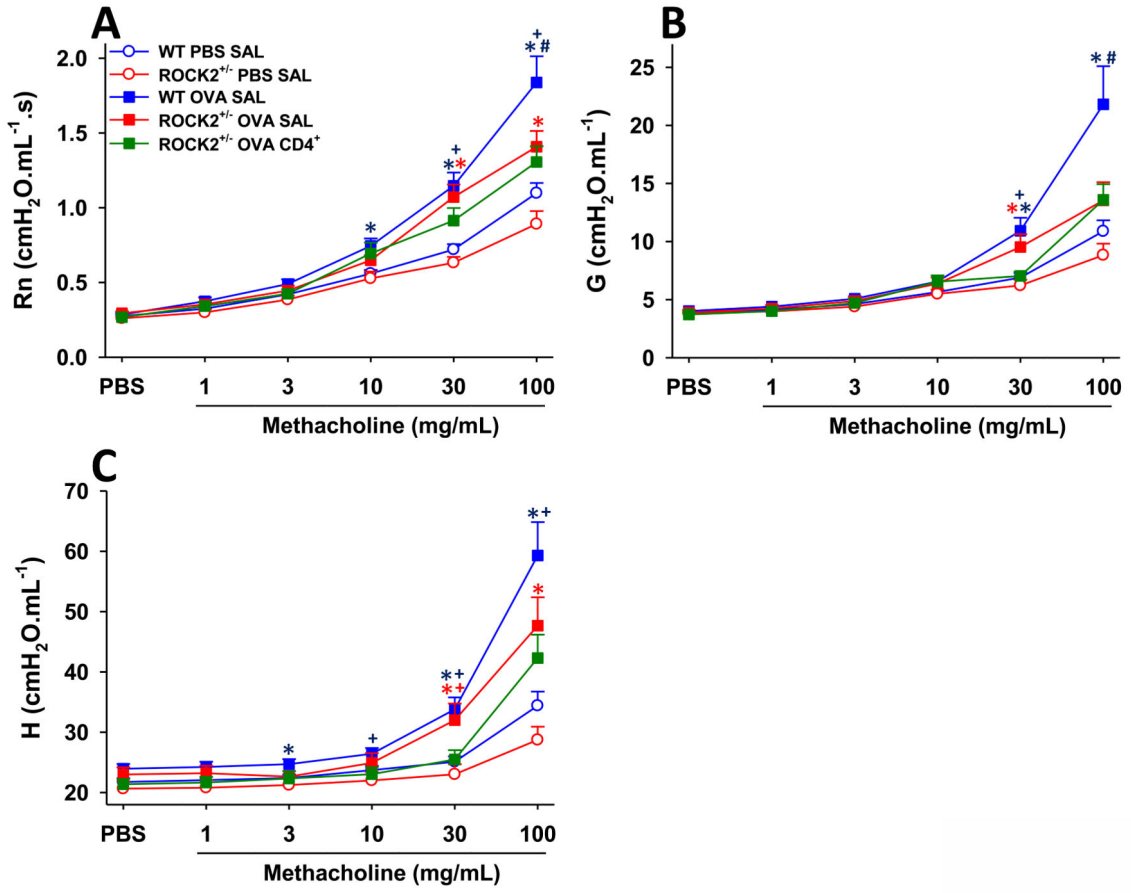 A
Rn (cmH₂O.mL⁻¹.s)
2.0
1.5
1.0
0.5
0.0
WT PBS SAL
ROCK2⁺/⁻ PBS SAL
WT OVA SAL
ROCK2⁺/⁻ OVA SAL
ROCK2⁺/⁻ OVA CD4⁺
*
+
**
+
*#
*
PBS 1 3 10 30 100
Methacholine (mg/mL)
B
G (cmH₂O.mL⁻¹)
25
20
15
10
5
0
+
**
*#
PBS 1 3 10 30 100
Methacholine (mg/mL)
C
H (cmH₂O.mL⁻¹)
70
60
50
40
30
20
*
+
*+
*+
*+
*
PBS 1 3 10 30 100
Methacholine (mg/mL)